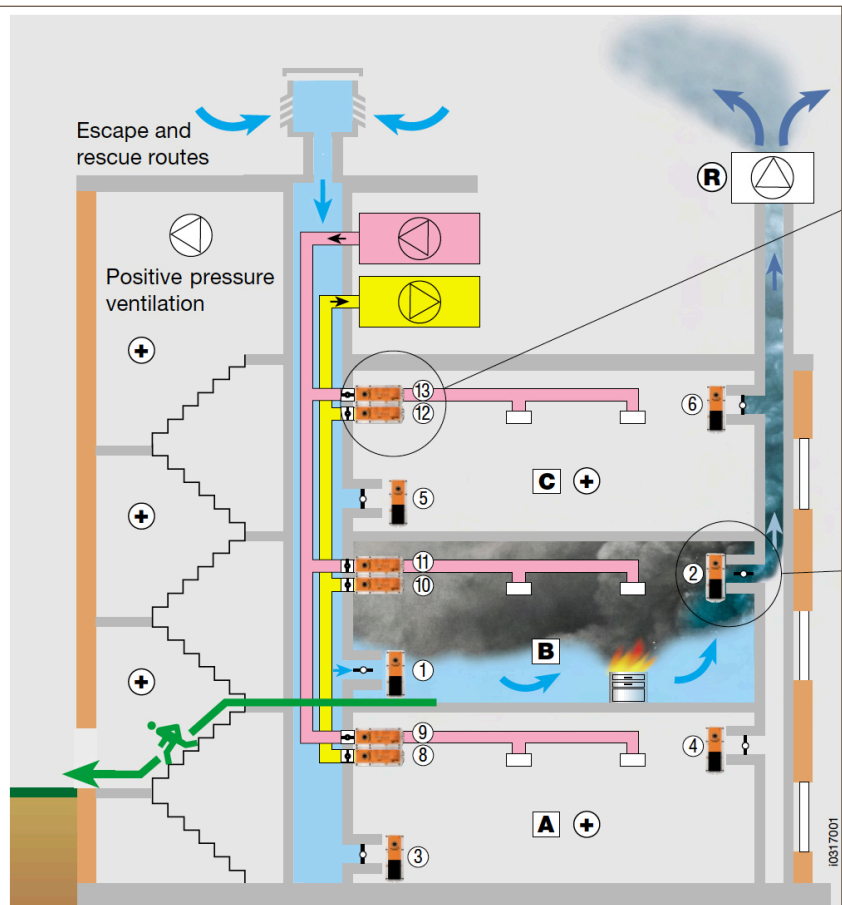 Escape and
rescue routes
R
Positive pressure
ventilation
13
12
6
C
5
11
10
2
B
1
9
8
4
A
3
i0317001